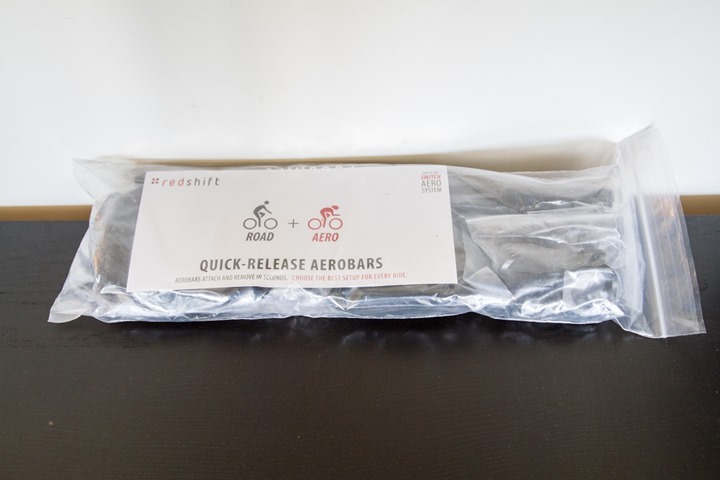 redshift
SWITCH
AERO
SYSTEM
ROAD + AERO
QUICK-RELEASE AEROBARS
AEROBARS ATTACH AND REMOVE IN SECONDS. CHOOSE THE BEST SETUP FOR EVERY RIDE.